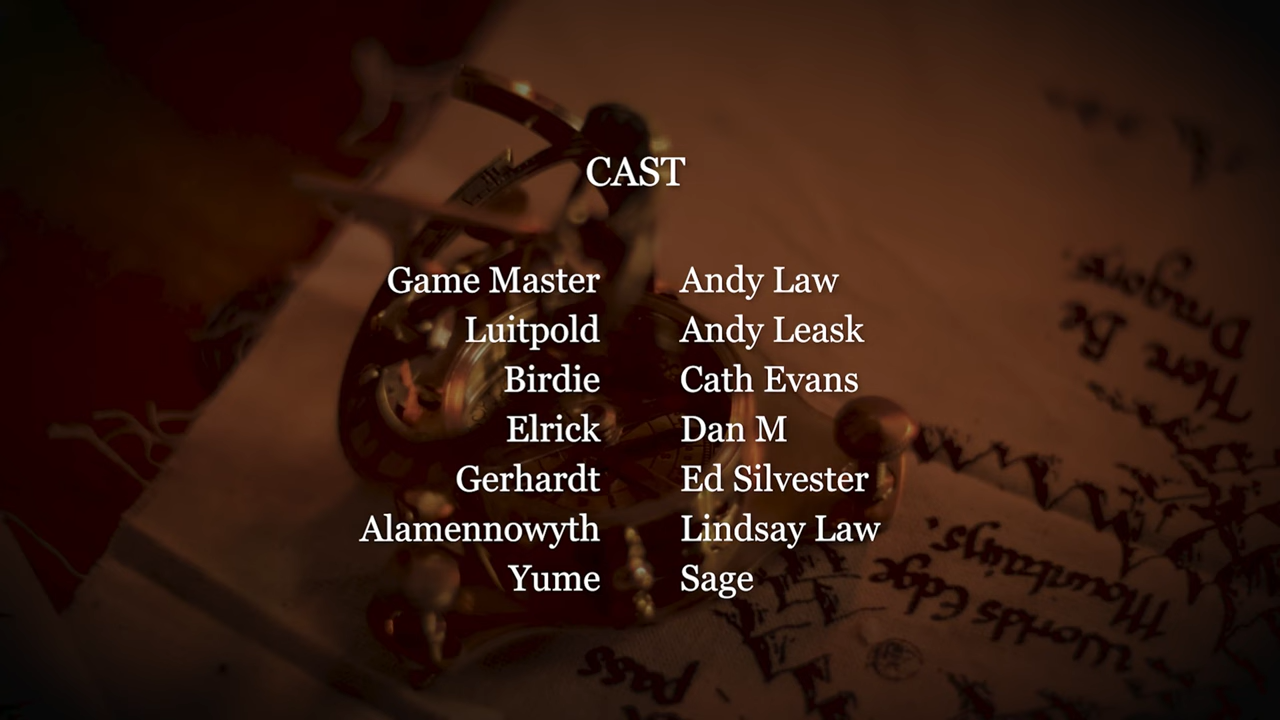 CAST
Game Master Andy Law
Luitpold Andy Leask
Birdie Cath Evans
Elrick Dan M
Gerhardt Ed Silvester
Alamennowyth Lindsay Law
Yume Sage
Here Be
Dragons.
Worlds Edge
Mountains.
pass